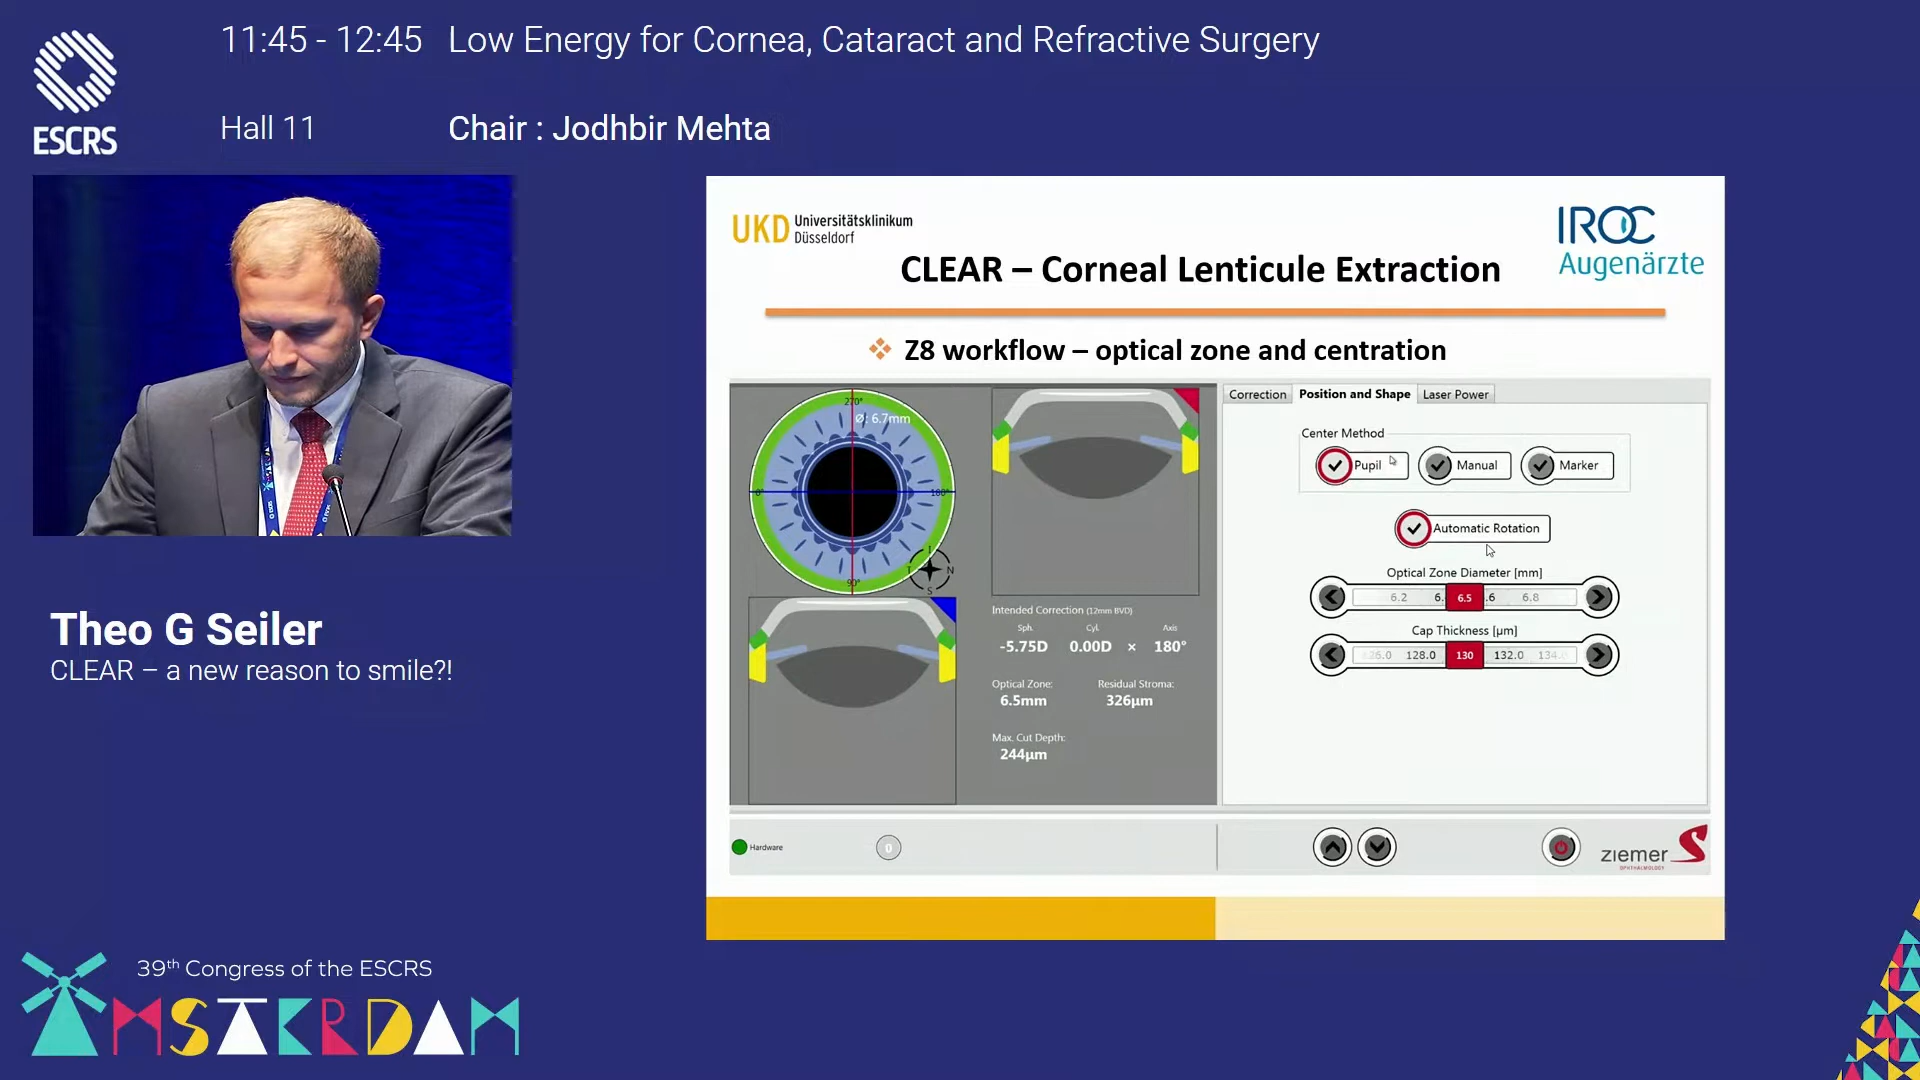 11:45 - 12:45 Low Energy for Cornea, Cataract and Refractive Surgery
ESCRS
Hall 11 Chair : Jodhbir Mehta
UKD Universitätsklinikum
Düsseldorf
IROC
Augenärzte
CLEAR – Corneal Lenticule Extraction
Z8 workflow – optical zone and centration
270°
Ø: 6.7mm
0°
180°
90°
T
N
S
Intended Correction (12mm BVD)
Sph. Cyl. Axis
-5.75D 0.00D × 180°
Optical Zone: Residual Stroma:
6.5mm 326µm
Max. Cut Depth:
244µm
Correction Position and Shape Laser Power
Center Method
Pupil Manual Marker
Automatic Rotation
Optical Zone Diameter [mm]
6.2 6. 6.5 .6 6.8
Cap Thickness [µm]
128.0 130 132.0
Hardware
0
ziemer
OPHTHALMOLOGY
Theo G Seiler
CLEAR – a new reason to smile?!
39th Congress of the ESCRS
AMSTERDAM